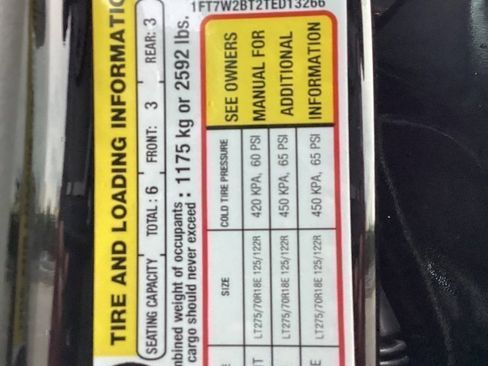 1FT7W2BT2TED13266
TIRE AND LOADING INFORMATIO
SEATING CAPACITY TOTAL : 6 FRONT: 3 REAR: 3
mbined weight of occupants
cargo should never exceed : 1175 kg or 2592 lbs.
SIZE COLD TIRE PRESSURE
SEE OWNERS
MANUAL FOR
ADDITIONAL
INFORMATION
LT275/70R18E 125/122R 420 KPA, 60 PSI
LT275/70R18E 125/122R 450 KPA, 65 PSI
LT275/70R18E 125/122R 450 KPA, 65 PSI